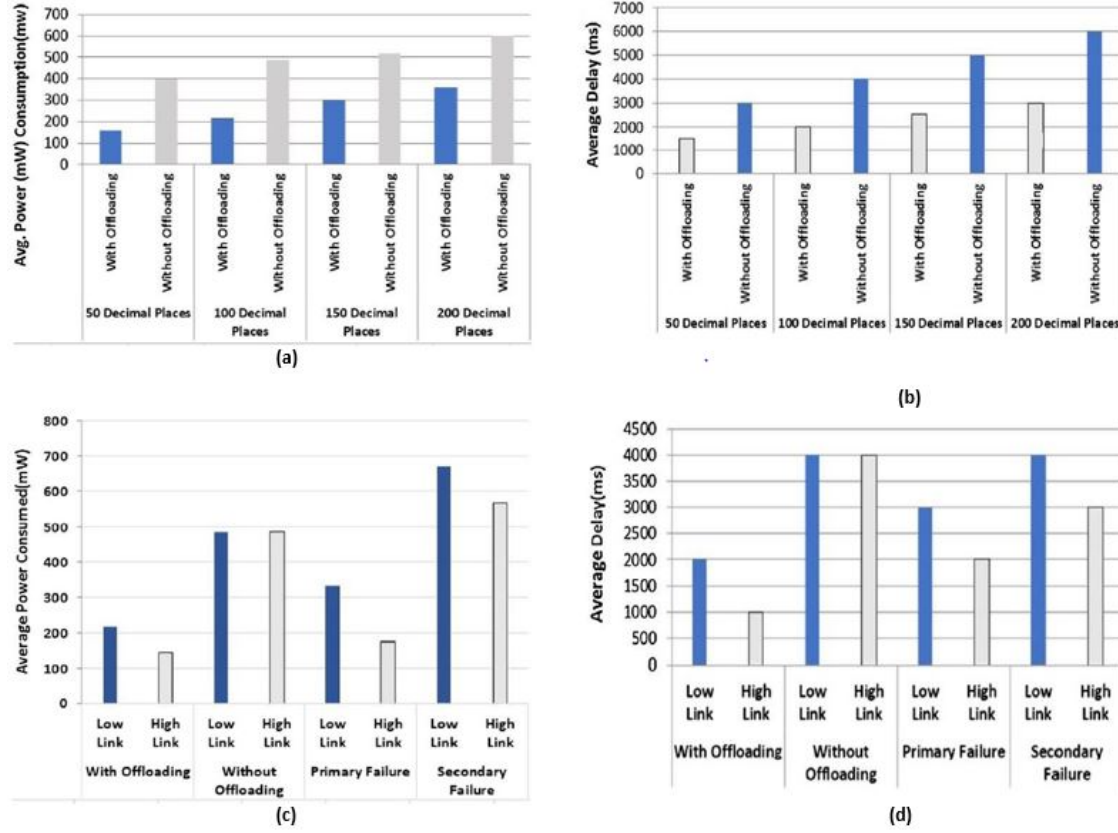 Avg. Power (mW) Consumption(mw)
700
600
500
400
300
200
100
0
With Offloading
Without Offloading
With Offloading
Without Offloading
With Offloading
Without Offloading
With Offloading
Without Offloading
50 Decimal Places
100 Decimal
Places
150 Decimal
Places
200 Decimal
Places
(a)
Average Delay (ms)
7000
6000
5000
4000
3000
2000
1000
0
With Offloading
Without Offloading
With Offloading
Without Offloading
With Offloading
Without Offloading
With Offloading
Without Offloading
50 Decimal Places
100 Decimal Places
150 Decimal Places
200 Decimal Places
(b)
Average Power Consumed(mW)
800
700
600
500
400
300
200
100
0
Low
Link
High
Link
Low
Link
High
Link
Low
Link
High
Link
Low
Link
High
Link
With Offloading
Without
Offloading
Primary Failure
Secondary
Failure
(c)
Average Delay(ms)
4500
4000
3500
3000
2500
2000
1500
1000
500
0
Low
Link
High
Link
Low
Link
High
Link
Low
Link
High
Link
Low
Link
High
Link
With Offloading
Without
Offloading
Primary Failure
Secondary
Failure
(d)